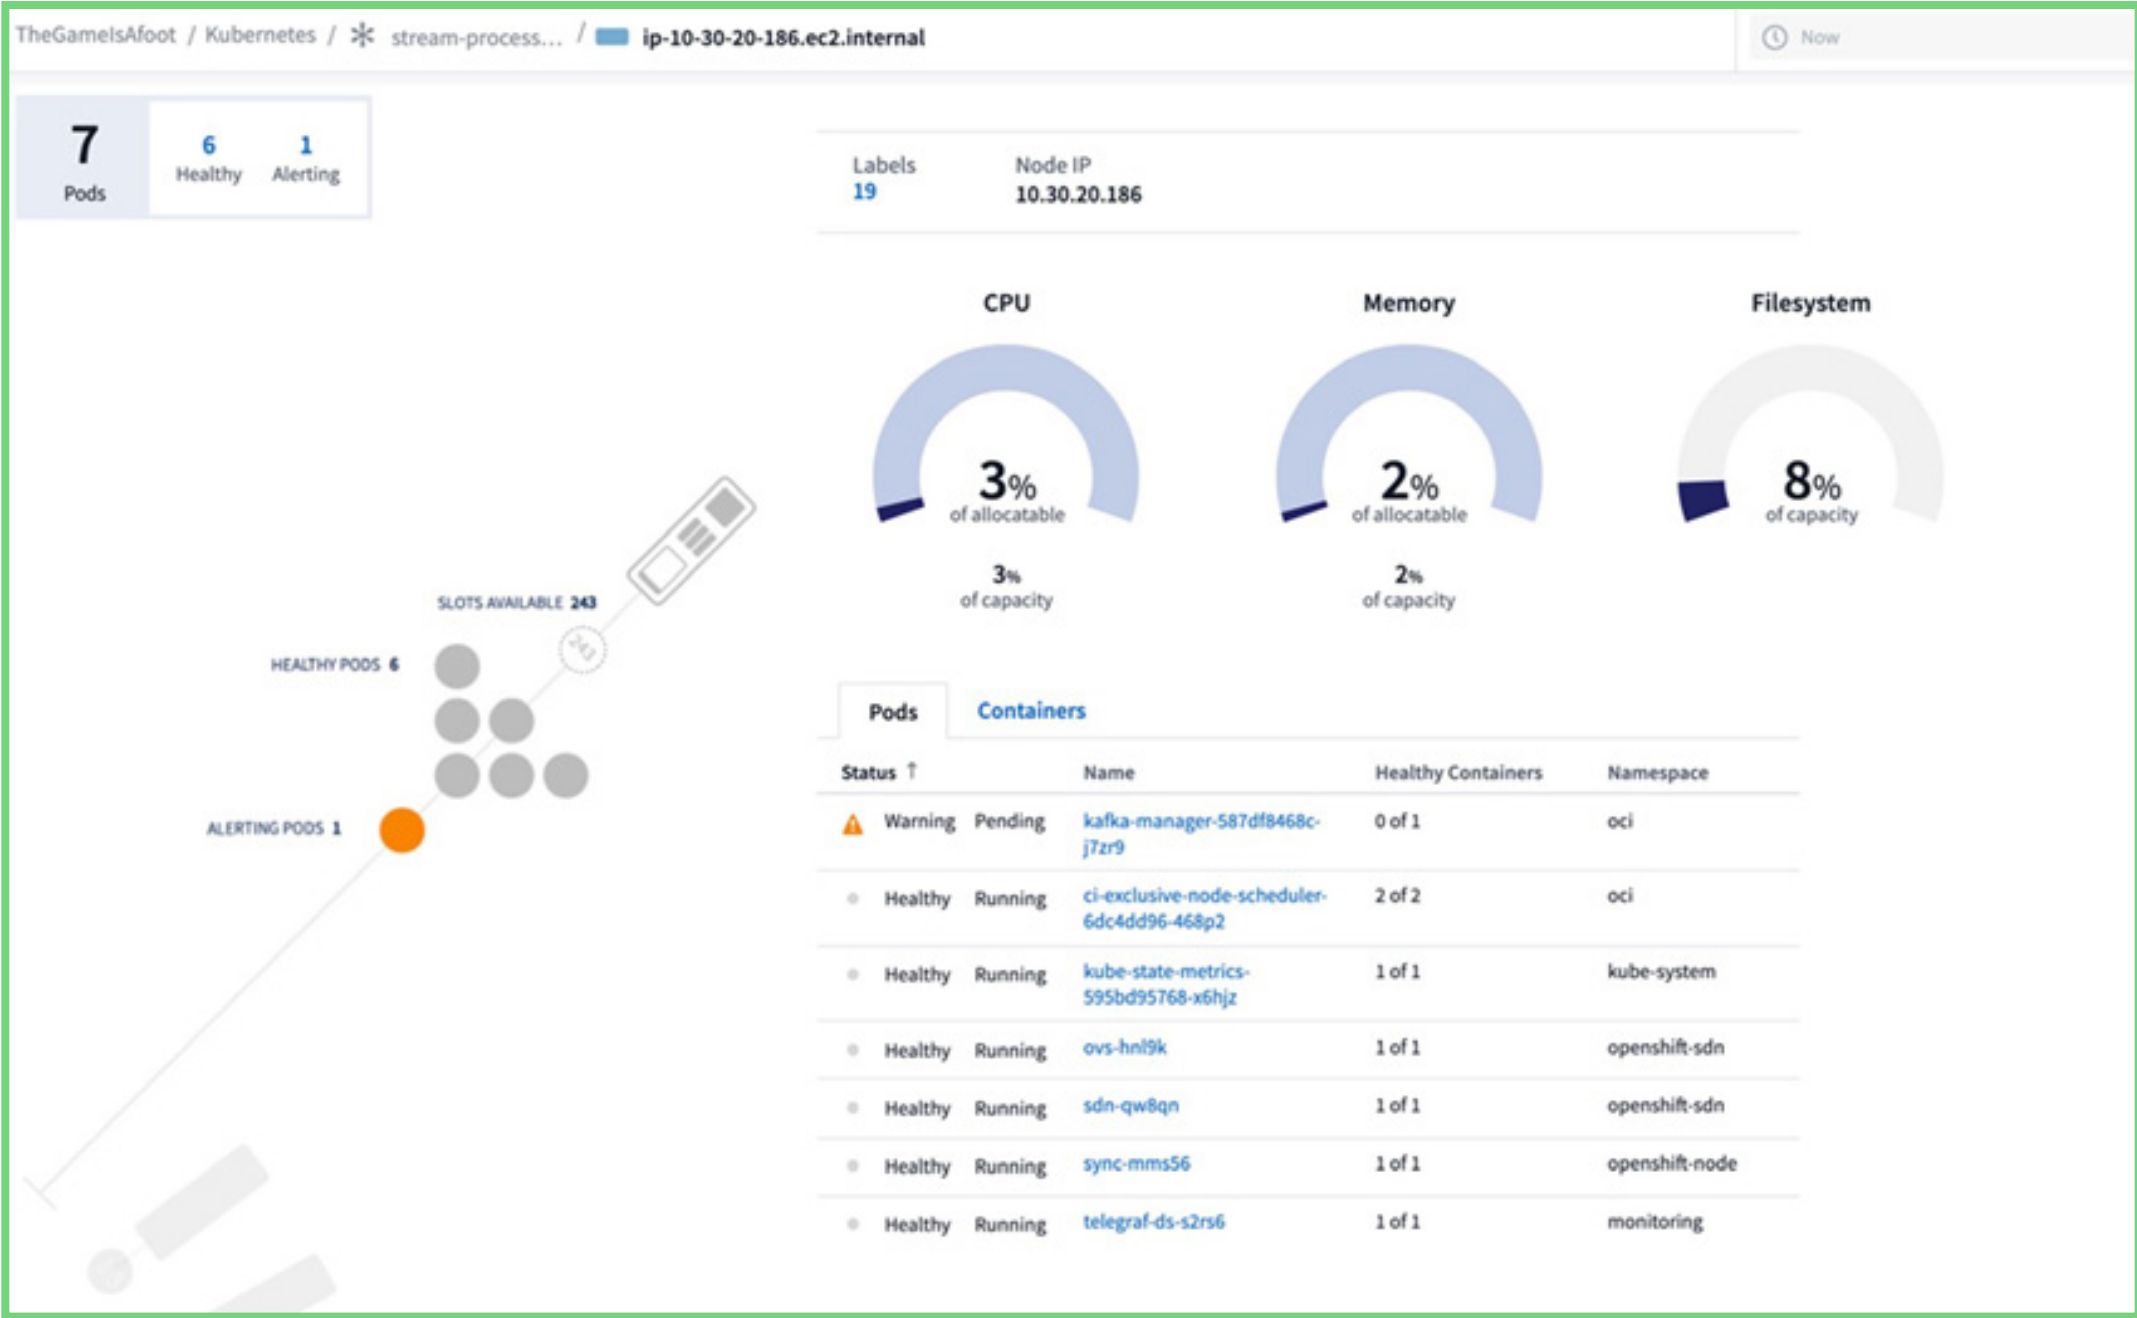 TheGameIsAfoot / Kubernetes / stream-process... / ip-10-30-20-186.ec2.internal
Now
7
Pods
6
Healthy
1
Alerting
Labels
19
Node IP
10.30.20.186
CPU
3%
of allocatable
3%
of capacity
Memory
2%
of allocatable
2%
of capacity
Filesystem
8%
of capacity
SLOTS AVAILABLE 243
243
HEALTHY PODS 6
ALERTING PODS 1
Pods Containers
Status ↑ Name Healthy Containers Namespace
Warning Pending kafka-manager-587df8468c- 0 of 1 oci
j7zr9
Healthy Running ci-exclusive-node-scheduler- 2 of 2 oci
6dc4dd96-468p2
Healthy Running kube-state-metrics- 1 of 1 kube-system
595bd95768-x6hjz
Healthy Running ovs-hnl9k 1 of 1 openshift-sdn
Healthy Running sdn-qw8qn 1 of 1 openshift-sdn
Healthy Running sync-mms56 1 of 1 openshift-node
Healthy Running telegraf-ds-s2rs6 1 of 1 monitoring